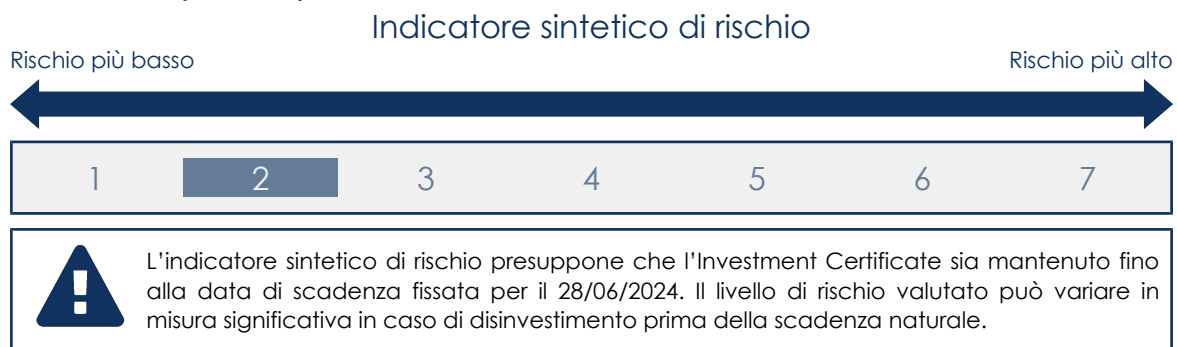 Indicatore sintetico di rischio
Rischio più basso
Rischio più alto
1 2 3 4 5 6 7
L'indicatore sintetico di rischio presuppone che l'Investment Certificate sia mantenuto fino
alla data di scadenza fissata per il 28/06/2024. Il livello di rischio valutato può variare in
misura significativa in caso di disinvestimento prima della scadenza naturale.